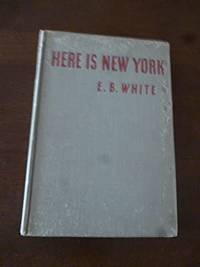 HERE IS NEW YORK
E. B. WHITE